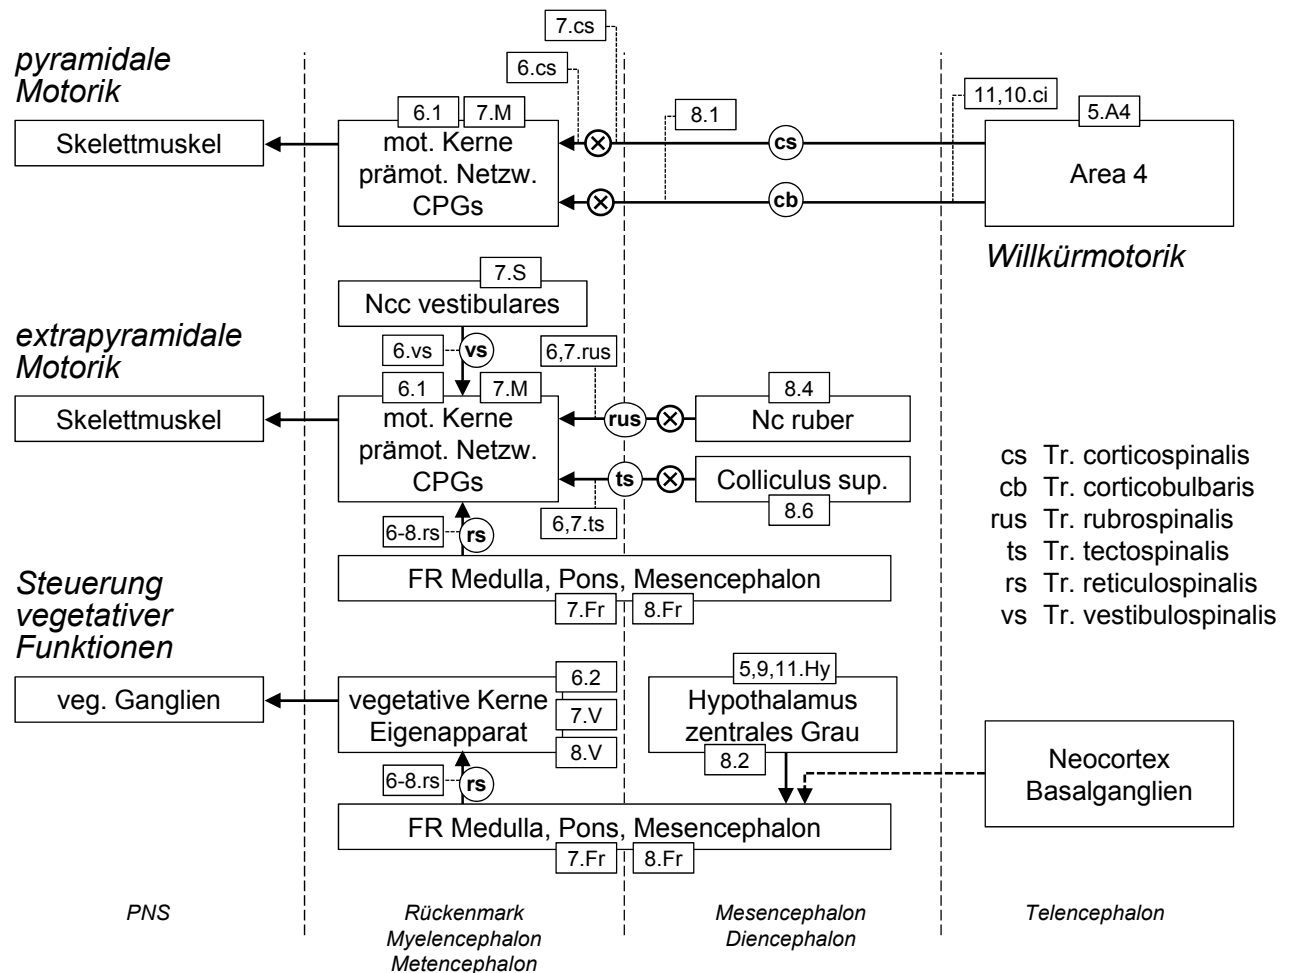 7.cs
pyramidale
Motorik
6.cs
11,10.ci
6.1
7.M
8.1
5.A4
Skelettmuskel
mot. Kerne
prämot. Netzw.
CPGs
cs
cb
Area 4
Willkürmotorik
7.S
Ncc vestibulares
extrapyramidale
Motorik
6.vs
vs
6,7.rus
6.1
7.M
8.4
Skelettmuskel
mot. Kerne
prämot. Netzw.
CPGs
rus
Nc ruber
ts
Colliculus sup.
8.6
6-8.rs
rs
6,7.ts
FR Medulla, Pons, Mesencephalon
7.Fr
8.Fr
cs Tr. corticospinalis
cb Tr. corticobulbaris
rus Tr. rubrospinalis
ts Tr. tectospinalis
rs Tr. reticulospinalis
vs Tr. vestibulospinalis
Steuerung
vegetativer
Funktionen
veg. Ganglien
vegetative Kerne
Eigenapparat
6.2
7.V
8.V
5,9,11.Hy
Hypothalamus
zentrales Grau
8.2
Neocortex
Basalganglien
6-8.rs
rs
FR Medulla, Pons, Mesencephalon
7.Fr
8.Fr
PNS
Rückenmark
Myelencephalon
Metencephalon
Mesencephalon
Diencephalon
Telencephalon